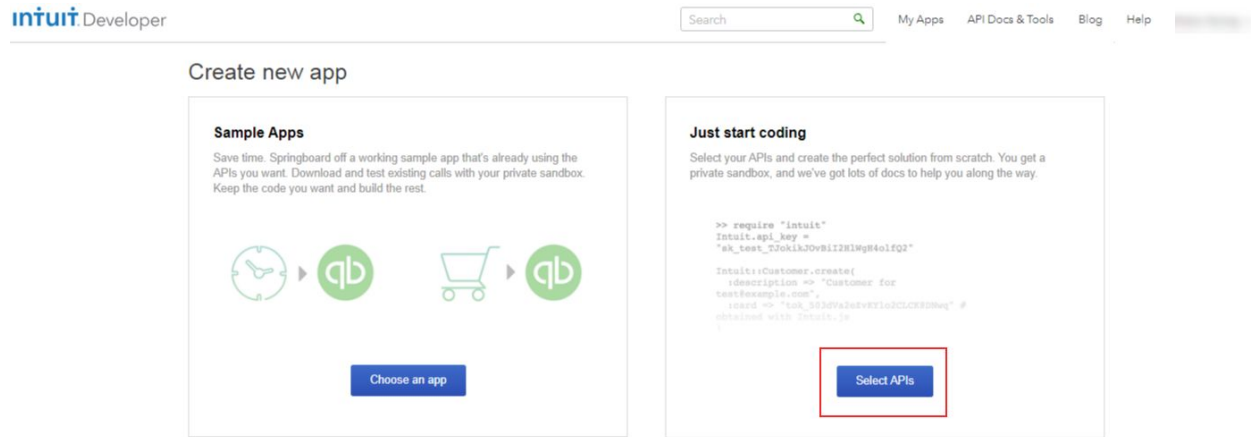 ıntuıt Developer
Search
My Apps API Docs & Tools Blog Help
Create new app
Sample Apps
Save time. Springboard off a working sample app that's already using the
APIs you want. Download and test existing calls with your private sandbox.
Keep the code you want and build the rest.
qb
qb
Choose an app
Just start coding
Select your APIs and create the perfect solution from scratch. You get a
private sandbox, and we've got lots of docs to help you along the way.
>> require "intuit"
Intuit.api_key =
Intuit::Customer.create(
:description => "Customer for
test@example.com",
:card => #
obtained with Intuit.js
)
Select APIs